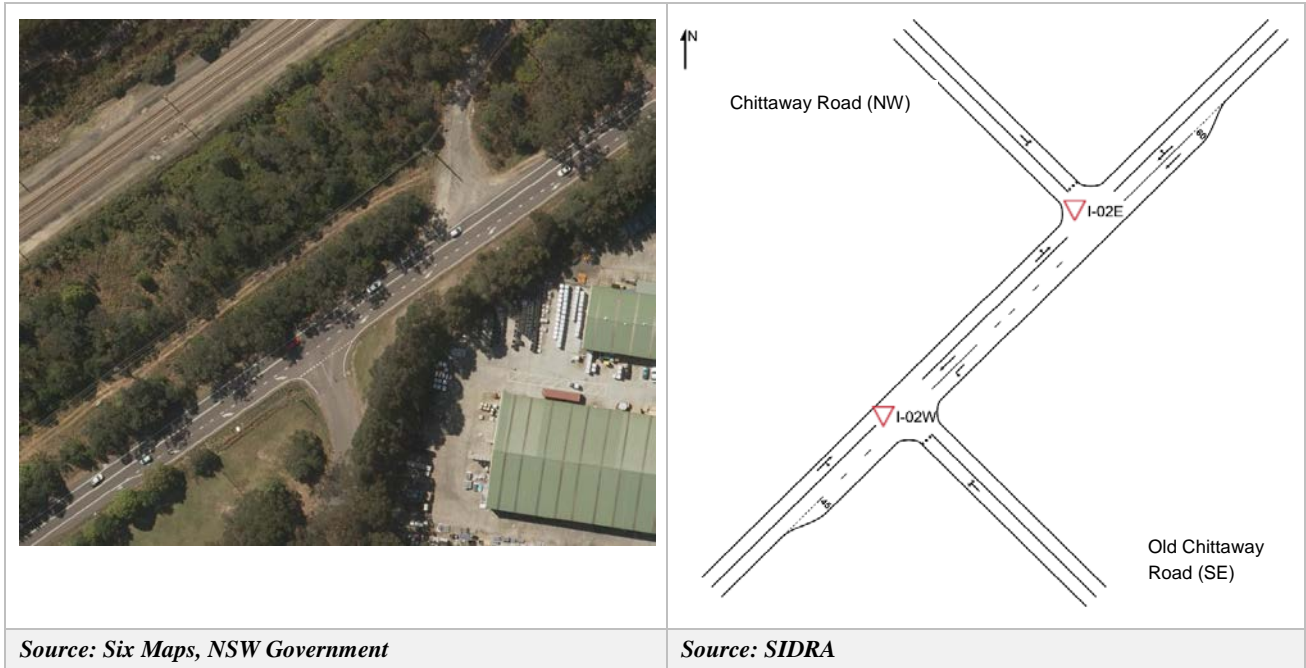 N
Chittaway Road (NW)
60
I-02E
I-02W
45
Old Chittaway
Road (SE)
Source: Six Maps, NSW Government
Source: SIDRA